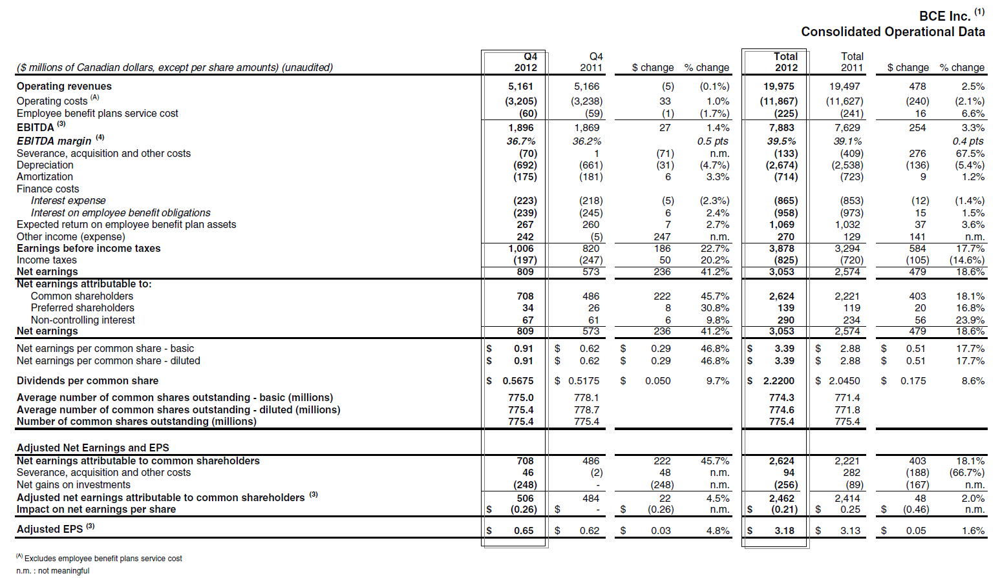 BCE Inc. (1)
Consolidated Operational Data
Q4 Q4 Total Total
($ millions of Canadian dollars, except per share amounts) (unaudited) 2012 2011 $ change % change 2012 2011 $ change % change
Operating revenues 5,161 5,166 (5) (0.1%) 19,975 19,497 478 2.5%
Operating costs (A) (3,205) (3,238) 33 1.0% (11,867) (11,627) (240) (2.1%)
Employee benefit plans service cost (60) (59) (1) (1.7%) (225) (241) 16 6.6%
EBITDA (3) 1,896 1,869 27 1.4% 7,883 7,629 254 3.3%
EBITDA margin (4) 36.7% 36.2% 0.5 pts 39.5% 39.1% 0.4 pts
Severance, acquisition and other costs (70) 1 (71) n.m. (133) (409) 276 67.5%
Depreciation (692) (661) (31) (4.7%) (2,674) (2,538) (136) (5.4%)
Amortization (175) (181) 6 3.3% (714) (723) 9 1.2%
Finance costs
Interest expense (223) (218) (5) (2.3%) (865) (853) (12) (1.4%)
Interest on employee benefit obligations (239) (245) 6 2.4% (958) (973) 15 1.5%
Expected return on employee benefit plan assets 267 260 7 2.7% 1,069 1,032 37 3.6%
Other income (expense) 242 (5) 247 n.m. 270 129 141 n.m.
Earnings before income taxes 1,006 820 186 22.7% 3,878 3,294 584 17.7%
Income taxes (197) (247) 50 20.2% (825) (720) (105) (14.6%)
Net earnings 809 573 236 41.2% 3,053 2,574 479 18.6%
Net earnings attributable to:
Common shareholders 708 486 222 45.7% 2,624 2,221 403 18.1%
Preferred shareholders 34 26 8 30.8% 139 119 20 16.8%
Non-controlling interest 67 61 6 9.8% 290 234 56 23.9%
Net earnings 809 573 236 41.2% 3,053 2,574 479 18.6%
Net earnings per common share - basic $ 0.91 $ 0.62 $ 0.29 46.8% $ 3.39 $ 2.88 $ 0.51 17.7%
Net earnings per common share - diluted $ 0.91 $ 0.62 $ 0.29 46.8% $ 3.39 $ 2.88 $ 0.51 17.7%
Dividends per common share $ 0.5675 $ 0.5175 $ 0.050 9.7% $ 2.2200 $ 2.0450 $ 0.175 8.6%
Average number of common shares outstanding - basic (millions) 775.0 778.1 774.3 771.4
Average number of common shares outstanding - diluted (millions) 775.4 778.7 774.6 771.8
Number of common shares outstanding (millions) 775.4 775.4 775.4 775.4
Adjusted Net Earnings and EPS
Net earnings attributable to common shareholders 708 486 222 45.7% 2,624 2,221 403 18.1%
Severance, acquisition and other costs 46 (2) 48 n.m. 94 282 (188) (66.7%)
Net gains on investments (248) - (248) n.m. (256) (89) (167) n.m.
Adjusted net earnings attributable to common shareholders (3) 506 484 22 4.5% 2,462 2,414 48 2.0%
Impact on net earnings per share $ (0.26) $ - $ (0.26) n.m. $ (0.21) $ 0.25 $ (0.46) n.m.
Adjusted EPS (3) $ 0.65 $ 0.62 $ 0.03 4.8% $ 3.18 $ 3.13 $ 0.05 1.6%
(A) Excludes employee benefit plans service cost
n.m. : not meaningful